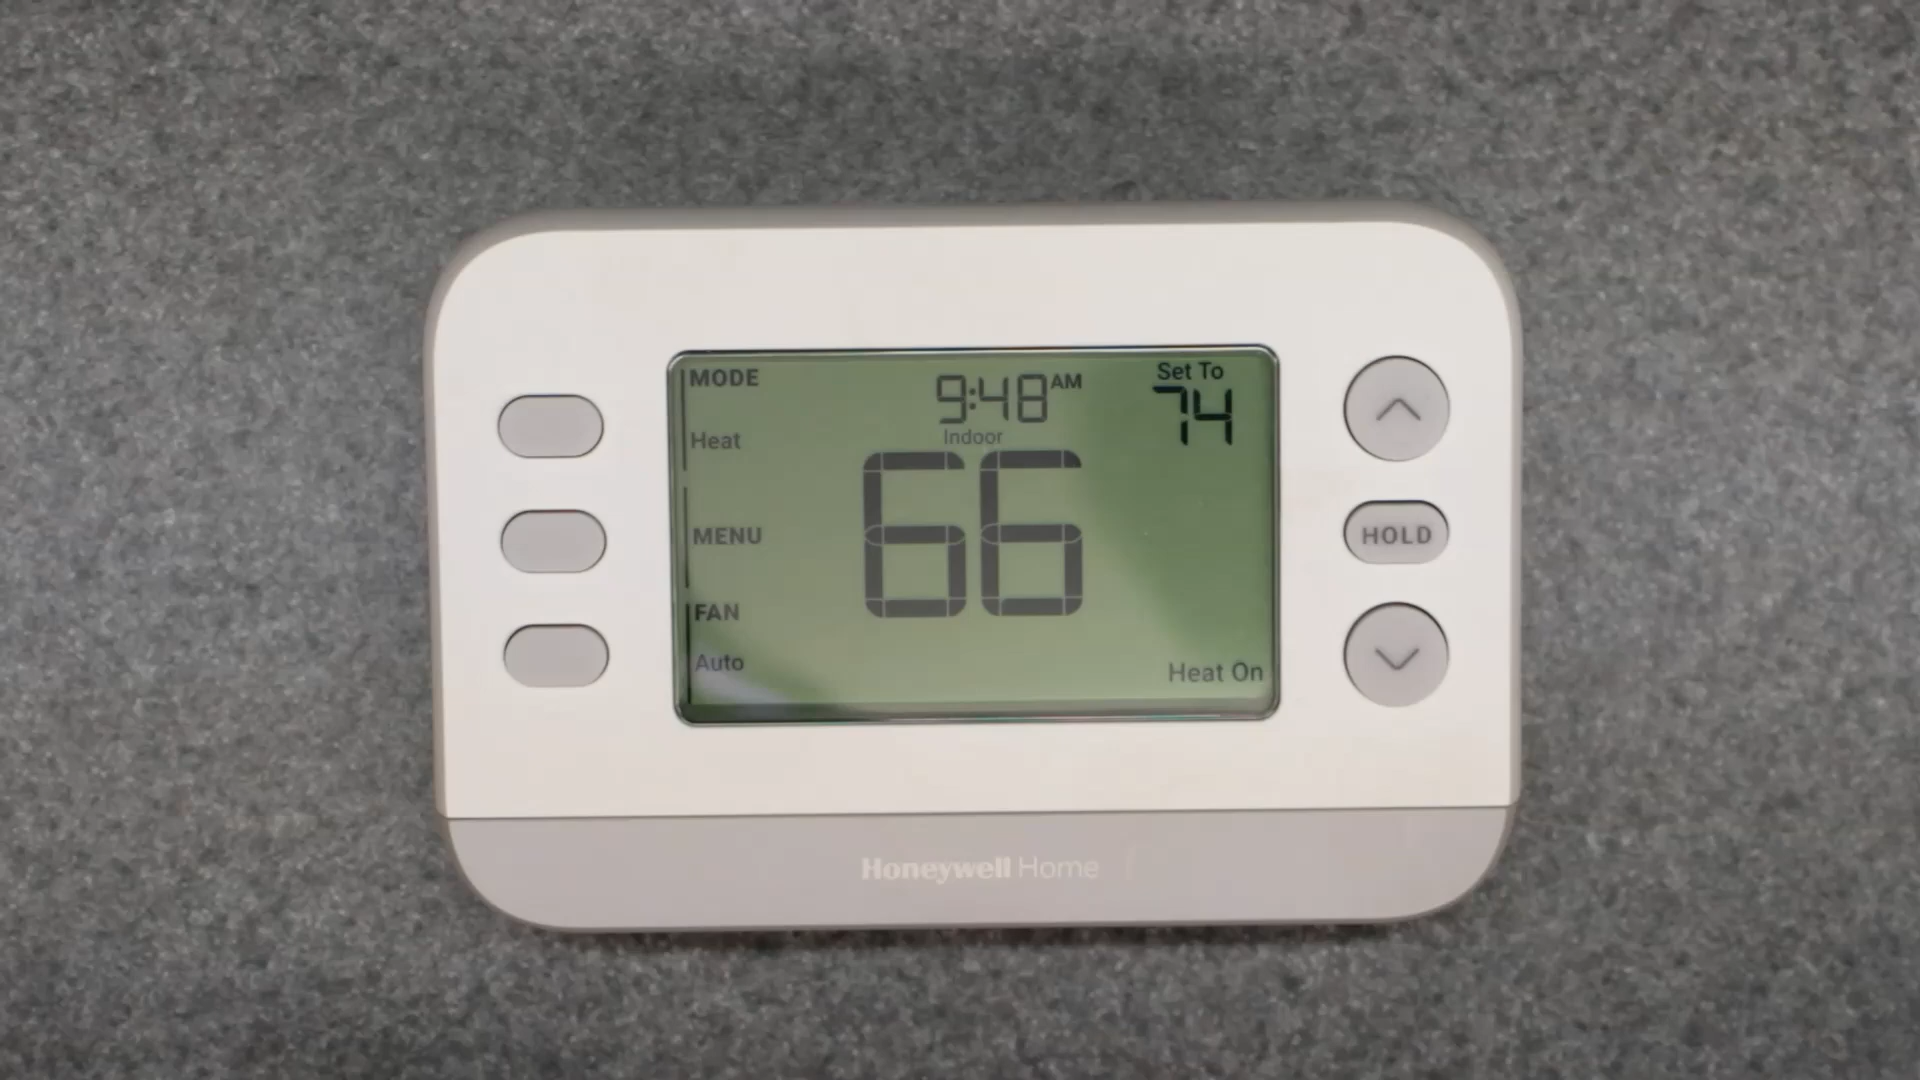 MODE
9:48 AM
Set To
74
Heat
Indoor
66
MENU
HOLD
FAN
Auto
Heat On
Honeywell Home